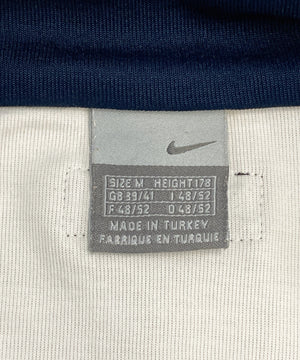 SIZE M HEIGHT 178
GB 39/41 I 48/52
F 48/52 D 48/52
MADE IN TURKEY
FABRIQUE EN TURQUIE